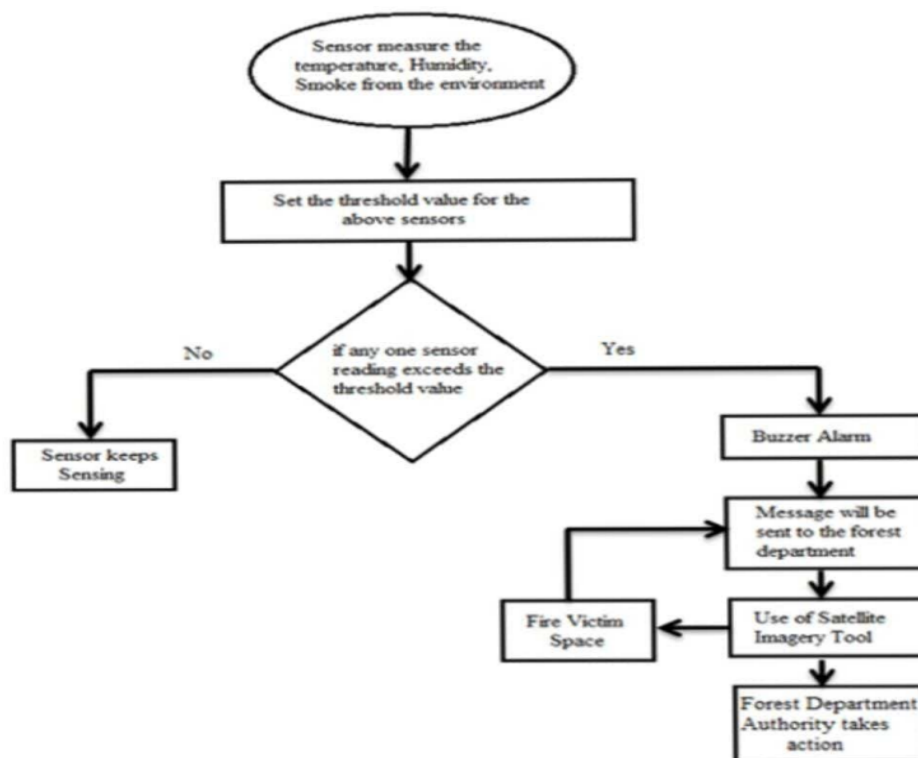 Sensor measure the
temperature, Humidity,
Smoke from the environment
Set the threshold value for the
above sensors
if any one sensor
reading exceeds the
threshold value
No
Yes
Sensor keeps
Sensing
Buzzer Alarm
Message will be
sent to the forest
department
Fire Victim
Space
Use of Satellite
Imagery Tool
Forest Department
Authority takes
action